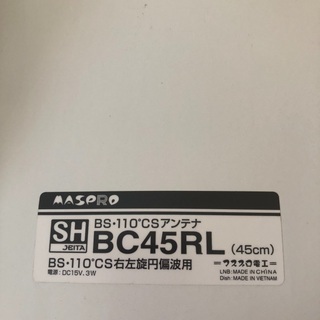 MASPRO
SH
JEITA
BS・110°CSアンテナ
BC45RL (45cm)
BS・110°CS右左旋円偏波用
電源:DC15V、3W
マスプロ電工
LNB:MADE IN CHINA
Dish:MADE IN VIETNAM